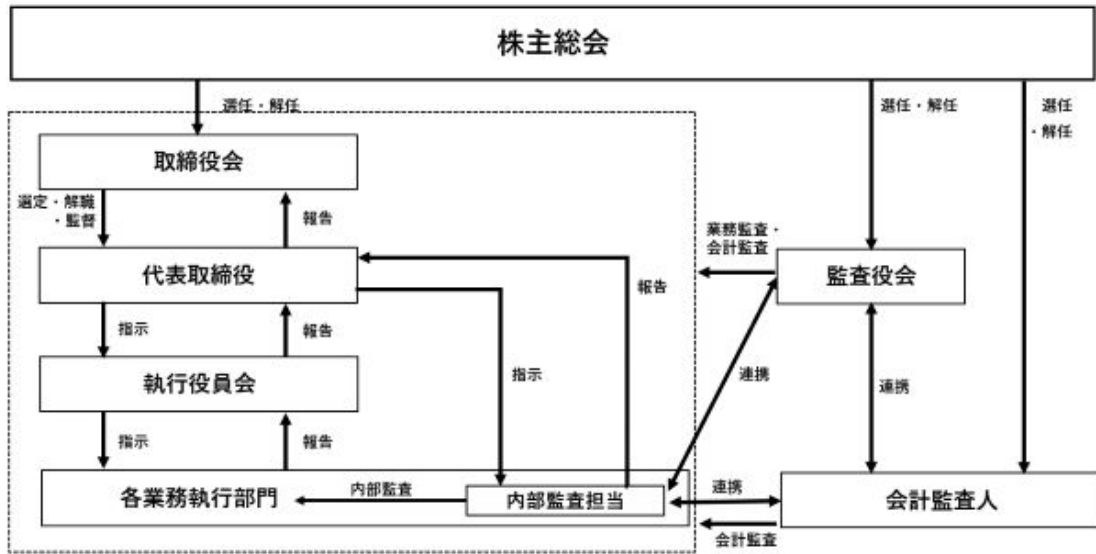 株主総会
選任・解任
選任・解任
選任
・解任
取締役会
選定・解職
・監督
報告
業務監査・
会計監査
代表取締役
報告
監査役会
指示
報告
指示
連携
連携
執行役員会
指示
報告
各業務執行部門
内部監査
内部監査担当
連携
会計監査人
会計監査